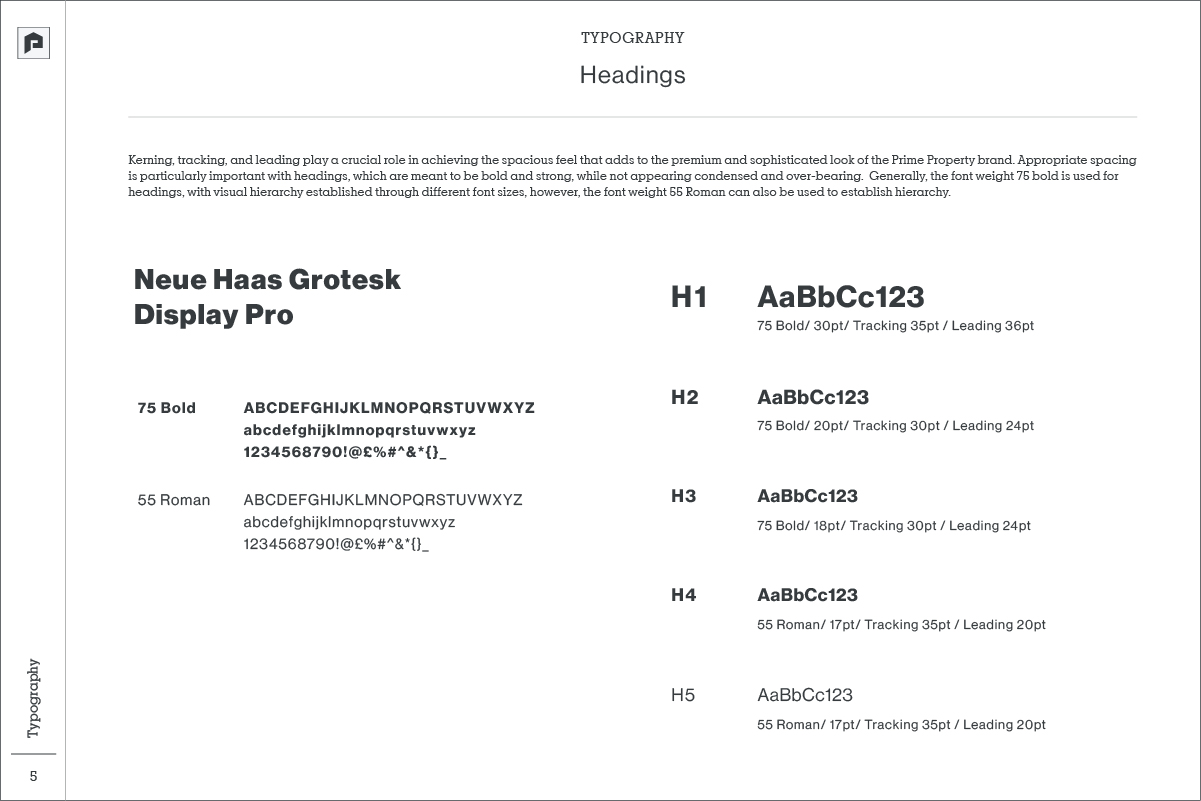 TYPOGRAPHY
Headings
Kerning, tracking, and leading play a crucial role in achieving the spacious feel that adds to the premium and sophisticated look of the Prime Property brand. Appropriate spacing
is particularly important with headings, which are meant to be bold and strong, while not appearing condensed and over-bearing.  Generally, the font weight 75 bold is used for
headings, with visual hierarchy established through different font sizes, however, the font weight 55 Roman can also be used to establish hierarchy.
Neue Haas Grotesk
Display Pro
75 Bold
ABCDEFGHIJKLMNOPQRSTUVWXYZ
abcdefghijklmnopqrstuvwxyz
1234568790!@£%#^&*{}_
55 Roman
ABCDEFGHIJKLMNOPQRSTUVWXYZ
abcdefghijklmnopqrstuvwxyz
1234568790!@£%#^&*{}_
H1
AaBbCc123
75 Bold/ 30pt/ Tracking 35pt / Leading 36pt
H2
AaBbCc123
75 Bold/ 20pt/ Tracking 30pt / Leading 24pt
H3
AaBbCc123
75 Bold/ 18pt/ Tracking 30pt / Leading 24pt
H4
AaBbCc123
55 Roman/ 17pt/ Tracking 35pt / Leading 20pt
H5
AaBbCc123
55 Roman/ 17pt/ Tracking 35pt / Leading 20pt
Typography
5